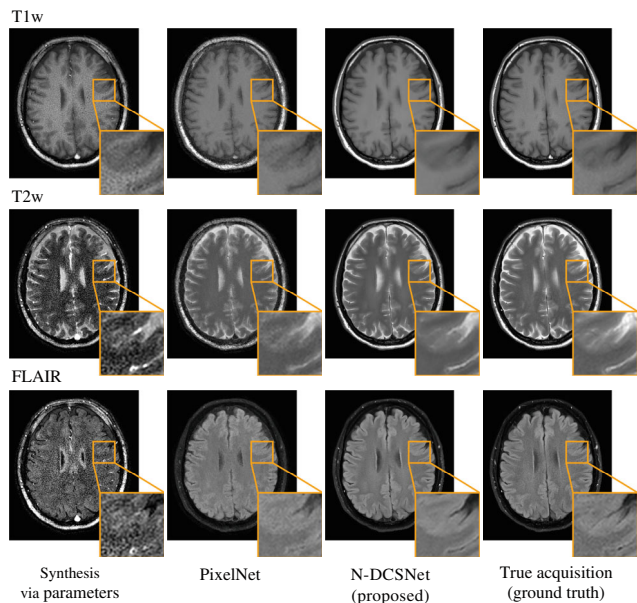 T1w
T2w
FLAIR
Synthesis
via parameters
PixelNet
N-DCSNet
(proposed)
True acquisition
(ground truth)